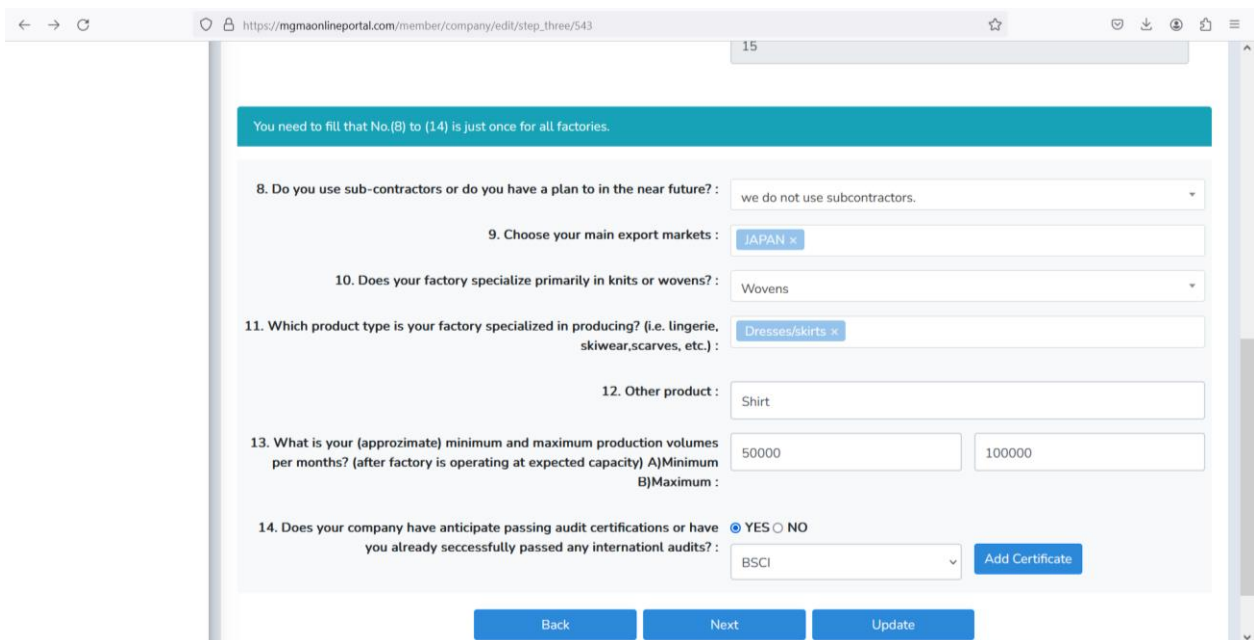 https://mgmaonlineportal.com/member/company/edit/step_three/543
15
You need to fill that No.(8) to (14) is just once for all factories.
8. Do you use sub-contractors or do you have a plan to in the near future? :
we do not use subcontractors.
9. Choose your main export markets :
JAPAN ×
10. Does your factory specialize primarily in knits or wovens? :
Wovens
11. Which product type is your factory specialized in producing? (i.e. lingerie,
skiwear,scarves, etc.) :
Dresses/skirts ×
12. Other product :
Shirt
13. What is your (approzimate) minimum and maximum production volumes
per months? (after factory is operating at expected capacity) A)Minimum
B)Maximum :
50000
100000
14. Does your company have anticipate passing audit certifications or have
you already seccessfully passed any internationl audits? :
YES NO
BSCI
Add Certificate
Back Next Update